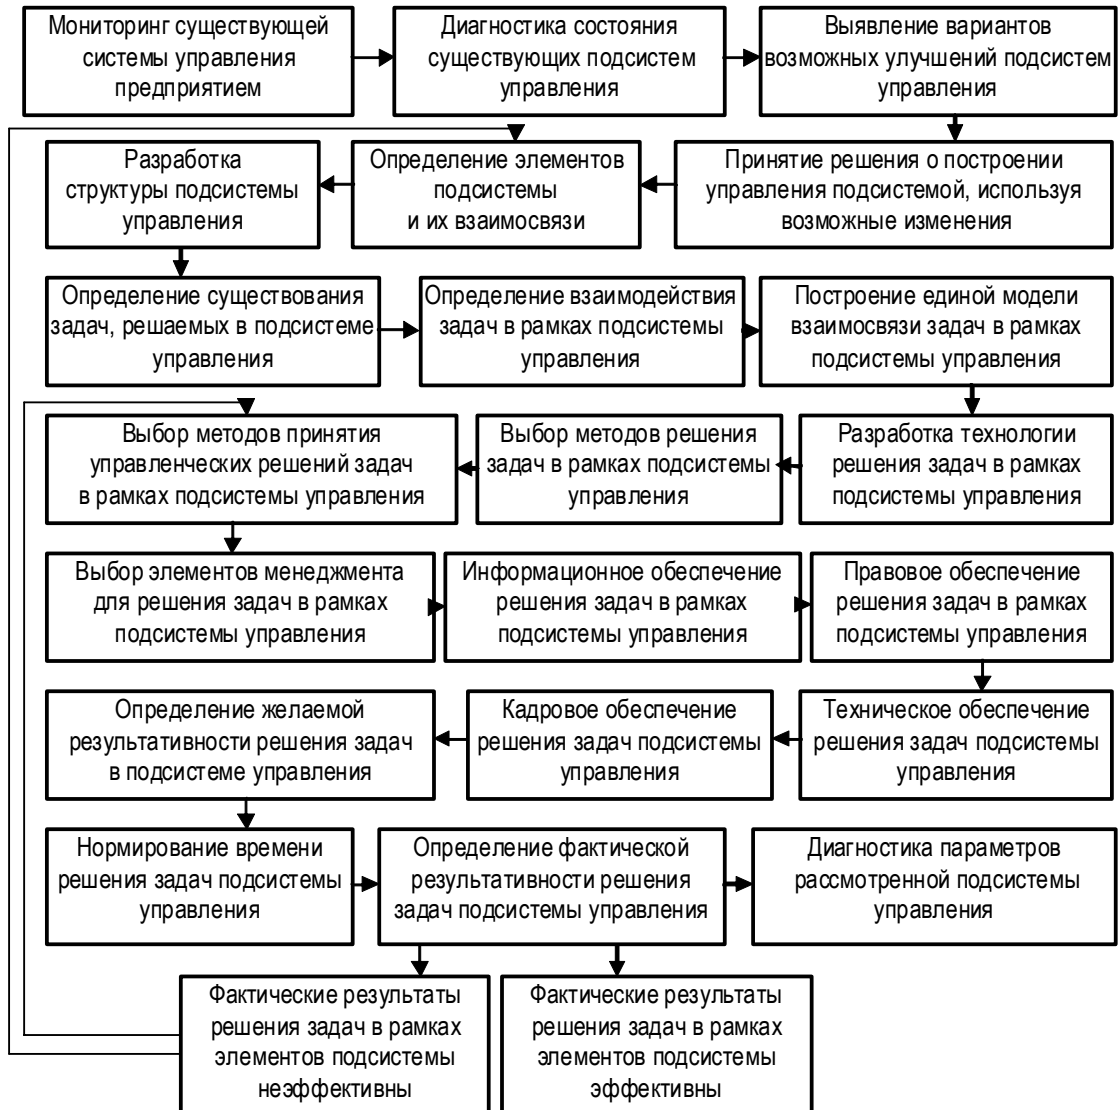 Мониторинг существующей
системы управления
предприятием
Диагностика состояния
существующих подсистем
управления
Выявление вариантов
возможных улучшений подсистем
управления
Разработка
структуры подсистемы
управления
Определение элементов
подсистемы
и их взаимосвязи
Принятие решения о построении
управления подсистемой, используя
возможные изменения
Определение существования
задач, решаемых в подсистеме
управления
Определение взаимодействия
задач в рамках подсистемы
управления
Построение единой модели
взаимосвязи задач в рамках
подсистемы управления
Выбор методов принятия
управленческих решений задач
в рамках подсистемы управления
Выбор методов решения
задач в рамках подсистемы
управления
Разработка технологии
решения задач в рамках
подсистемы управления
Выбор элементов менеджмента
для решения задач в рамках
подсистемы управления
Информационное обеспечение
решения задач в рамках
подсистемы управления
Правовое обеспечение
решения задач в рамках
подсистемы управления
Определение желаемой
результативности решения задач
в подсистеме управления
Кадровое обеспечение
решения задач подсистемы
управления
Техническое обеспечение
решения задач подсистемы
управления
Нормирование времени
решения задач подсистемы
управления
Определение фактической
результативности решения
задач подсистемы управления
Диагностика параметров
рассмотренной подсистемы
управления
Фактические результаты
решения задач в рамках
элементов подсистемы
неэффективны
Фактические результаты
решения задач в рамках
элементов подсистемы
эффективны